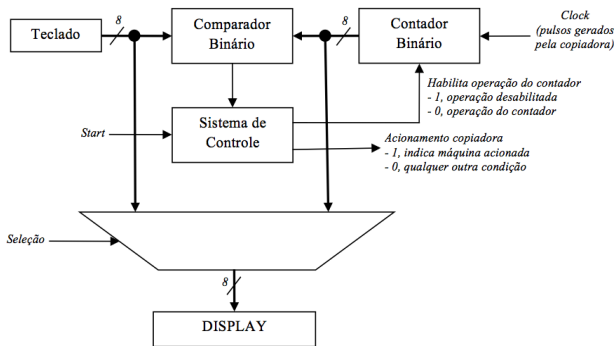 Teclado
8
Comparador
Binário
8
Contador
Binário
Clock
(pulsos gerados
pela copiadora)
Habilita operação do contador
- 1, operação desabilitada
- 0, operação do contador
Start
Sistema de
Controle
Acionamento copiadora
- 1, indica máquina acionada
- 0, qualquer outra condição
Seleção
8
DISPLAY